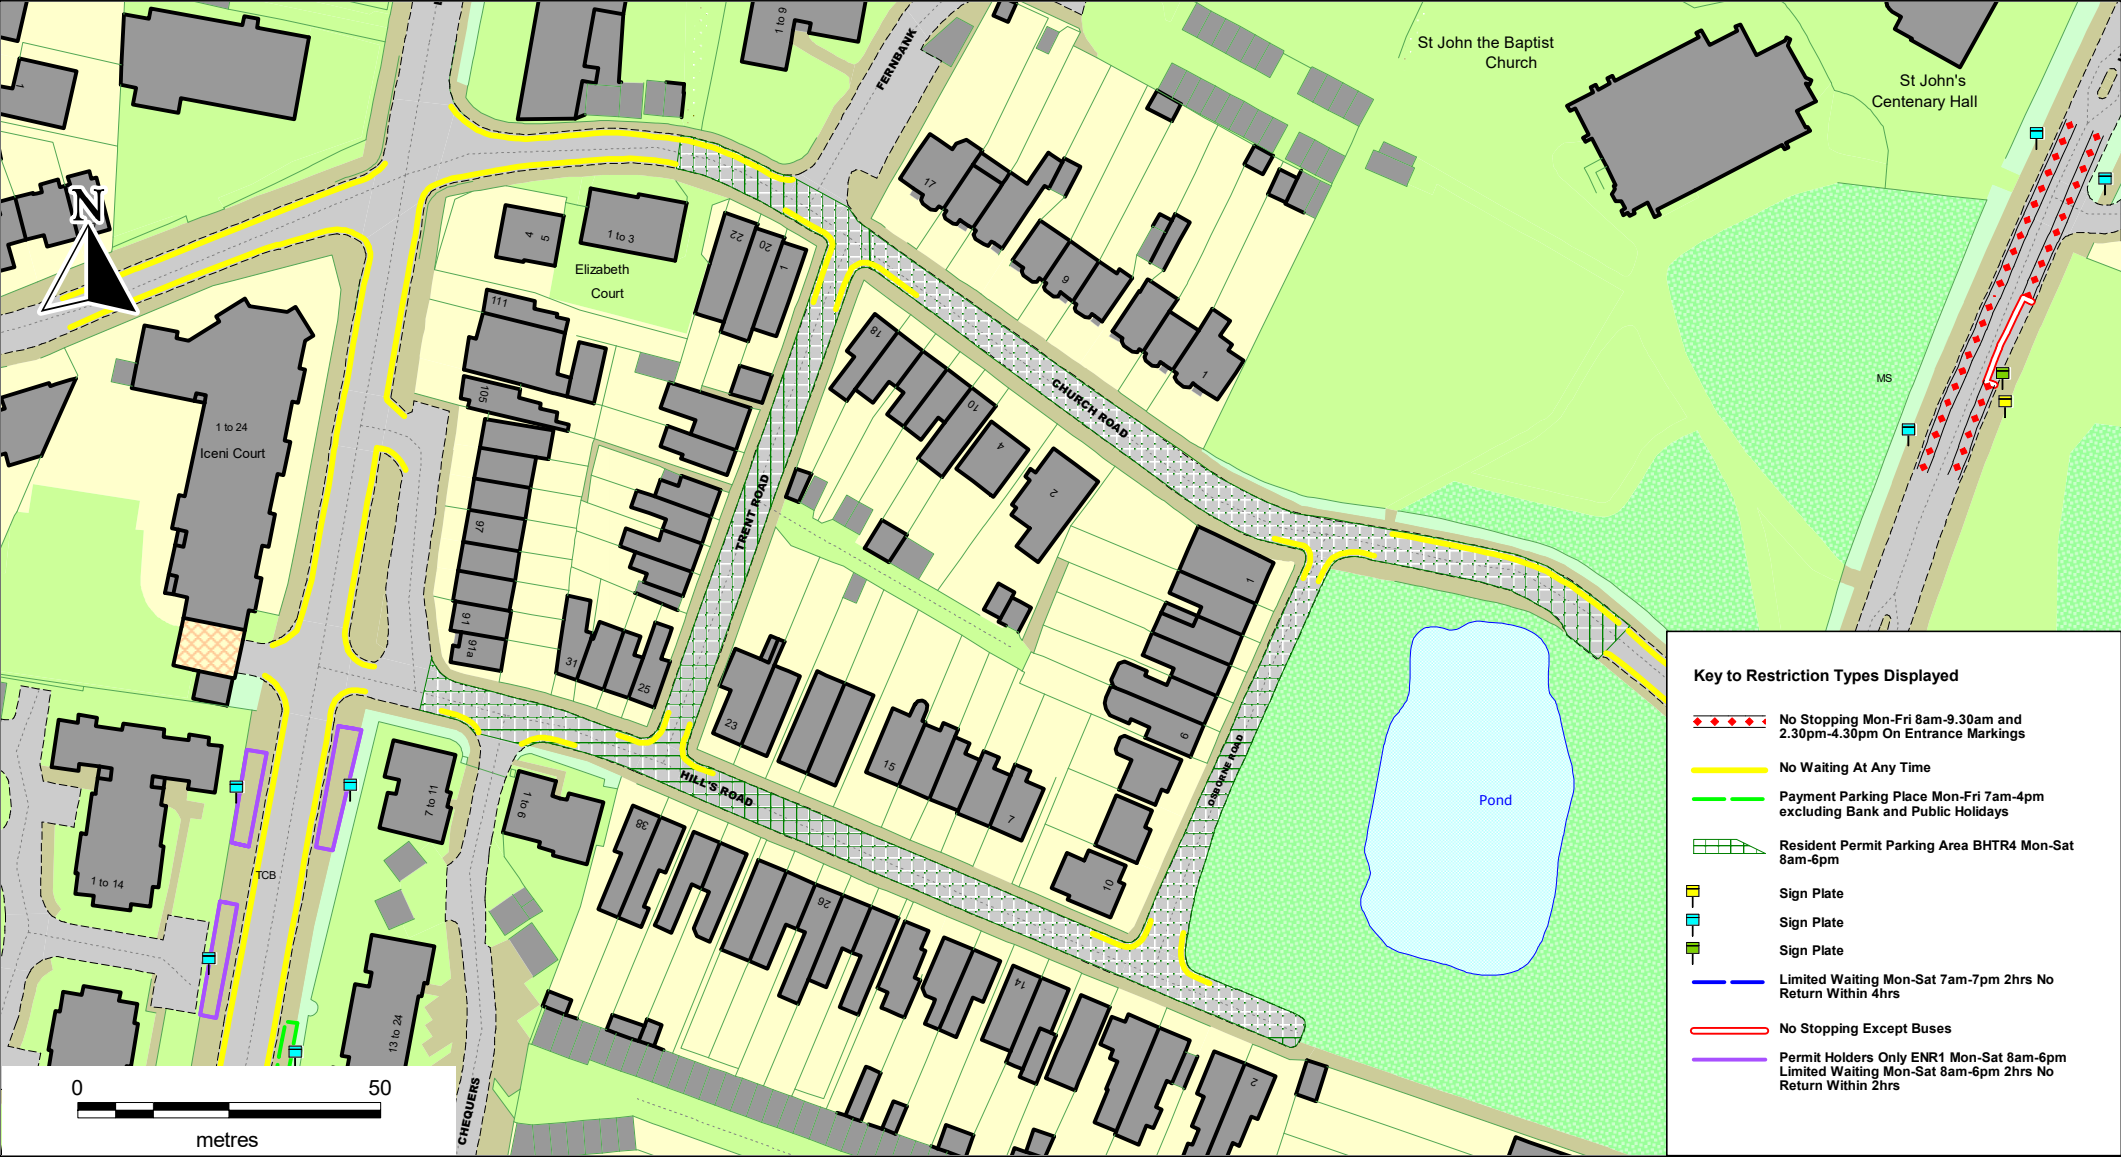 1 to 9
FERNBANK
St John the Baptist
Church
St John's
Centenary Hall
1
N
17
4
5
1 to 3
Elizabeth
Court
22
20
1
9
1
111
105
18
10
4
2
CHURCH ROAD
MS
1 to 24
Iceni Court
97
91
91a
TRENT ROAD
31
25
23
15
7
1
9
10
OSBORNE ROAD
HILL'S ROAD
Pond
7 to 11
1 to 9
38
26
14
2
1 to 14
TCB
13 to 24
CHEQUERS
0 50
metres
Key to Restriction Types Displayed
No Stopping Mon-Fri 8am-9.30am and
2.30pm-4.30pm On Entrance Markings
No Waiting At Any Time
Payment Parking Place Mon-Fri 7am-4pm
excluding Bank and Public Holidays
Resident Permit Parking Area BHTR4 Mon-Sat
8am-6pm
Sign Plate
Sign Plate
Sign Plate
Limited Waiting Mon-Sat 7am-7pm 2hrs No
Return Within 4hrs
No Stopping Except Buses
Permit Holders Only ENR1 Mon-Sat 8am-6pm
Limited Waiting Mon-Sat 8am-6pm 2hrs No
Return Within 2hrs